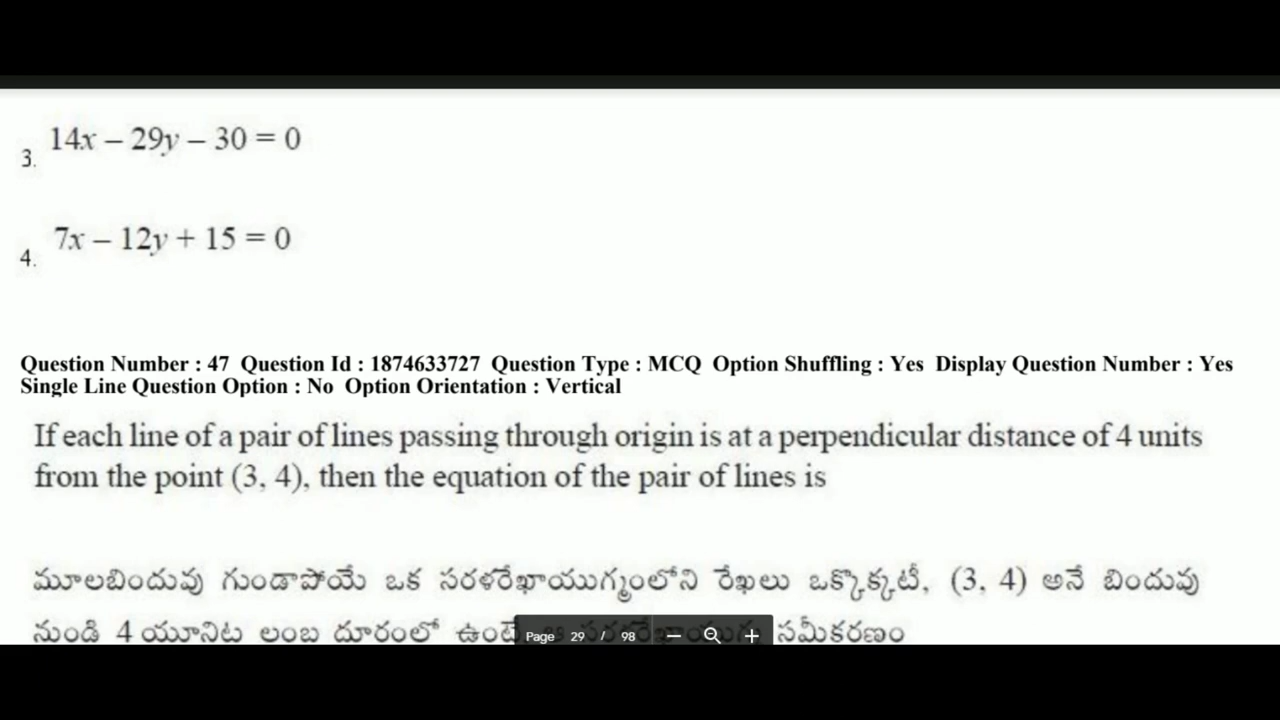 3. 14x – 29y – 30 = 0
4. 7x – 12y + 15 = 0
Question Number : 47 Question Id : 1874633727 Question Type : MCQ Option Shuffling : Yes Display Question Number : Yes
Single Line Question Option : No Option Orientation : Vertical
If each line of a pair of lines passing through origin is at a perpendicular distance of 4 units
from the point (3, 4), then the equation of the pair of lines is
మూలబిందువు గుండాపోయే ఒక సరళరేఖాయుగ్మంలోని రేఖలు ఒక్కొక్కటీ, (3, 4) అనే బిందువు
నుండి 4 యూనిట్ల లంబ దూరంలో ఉంటే, సమీకరణం
Page 29 / 98